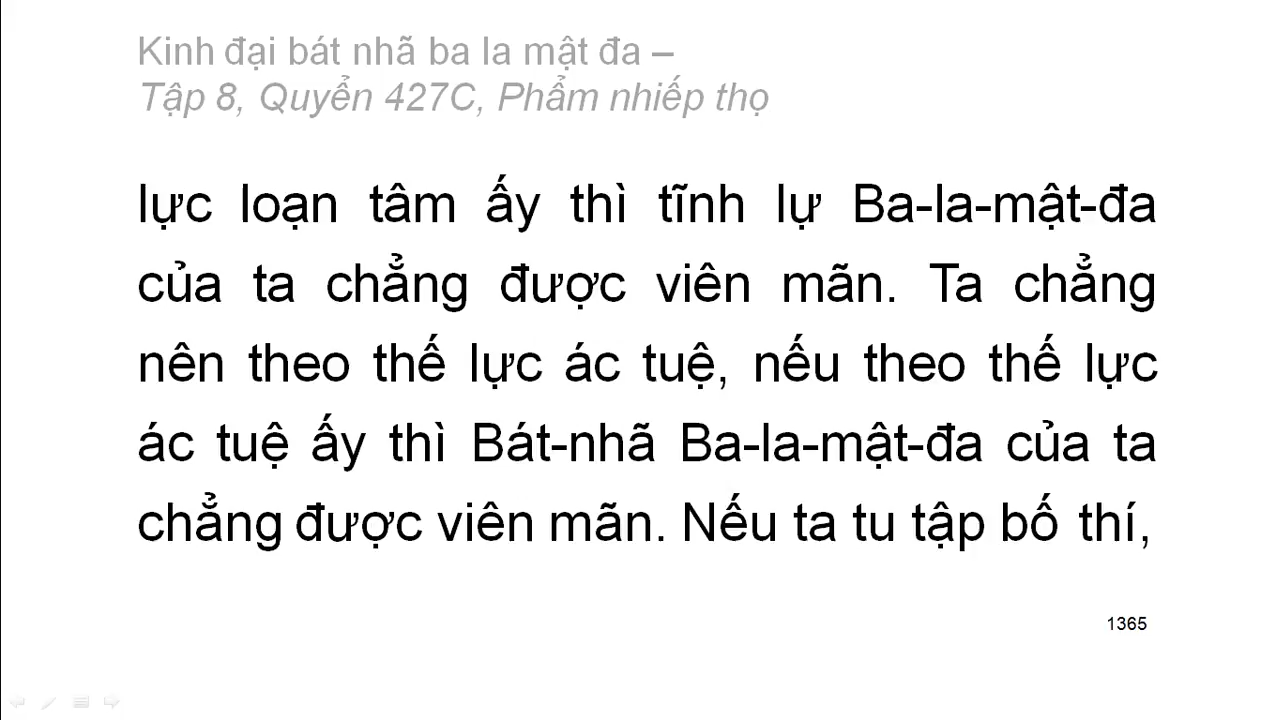 Kinh đại bát nhã ba la mật đa –
Tập 8, Quyển 427C, Phẩm nhiếp thọ
lực loạn tâm ấy thì tĩnh lự Ba-la-mật-đa
của ta chẳng được viên mãn. Ta chẳng
nên theo thế lực ác tuệ, nếu theo thế lực
ác tuệ ấy thì Bát-nhã Ba-la-mật-đa của ta
chẳng được viên mãn. Nếu ta tu tập bố thí,
1365